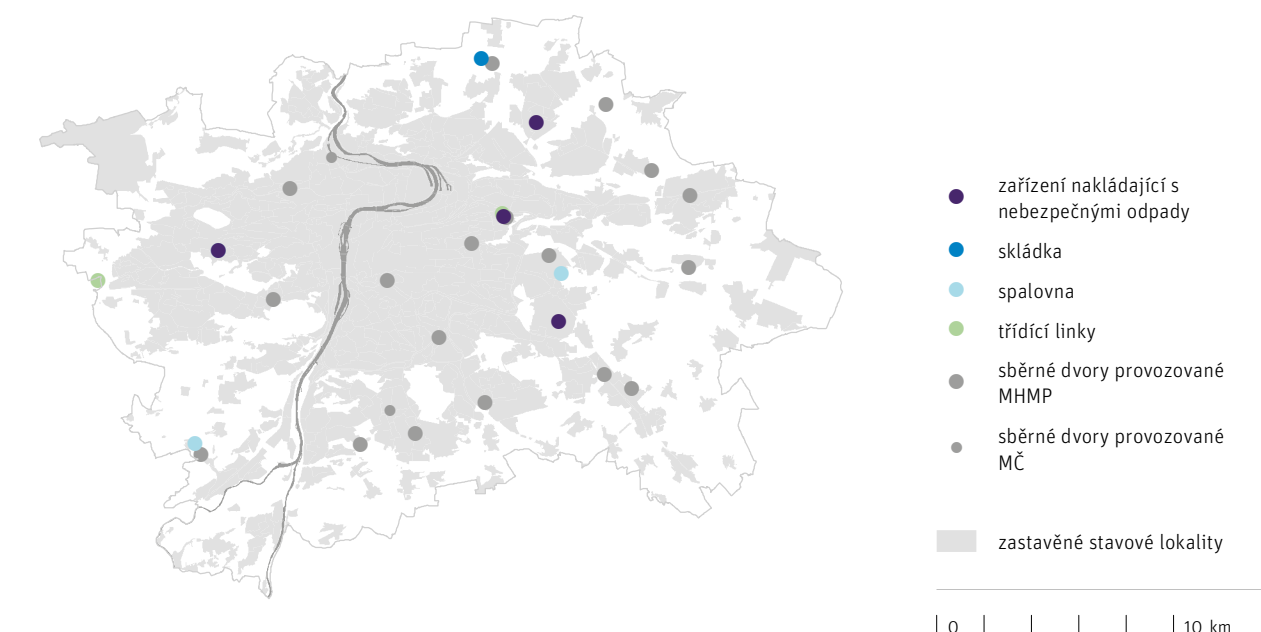 zařízení nakládající s
nebezpečnými odpady
skládka
spalovna
třídící linky
sběrné dvory provozované
MHMP
sběrné dvory provozované
MČ
zastavěné stavové lokality
0 10 km